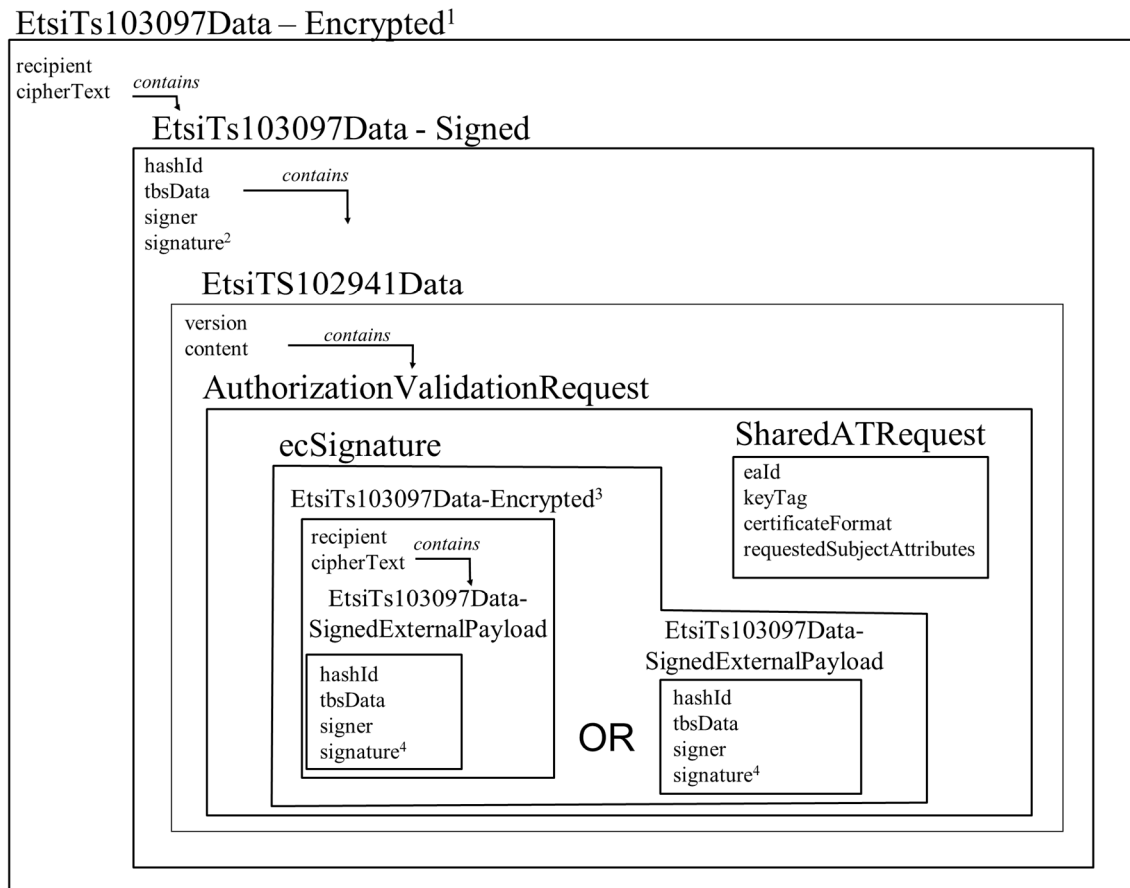 EtsiTs103097Data – Encrypted¹
recipient
cipherText
contains
EtsiTs103097Data - Signed
hashId
tbsData
contains
signer
signature²
EtsiTS102941Data
version
content
contains
AuthorizationValidationRequest
ecSignature
EtsiTs103097Data-Encrypted³
recipient
cipherText
contains
EtsiTs103097Data-
SignedExternalPayload
hashId
tbsData
signer
signature⁴
OR
EtsiTs103097Data-
SignedExternalPayload
hashId
tbsData
signer
signature⁴
SharedATRequest
eaId
keyTag
certificateFormat
requestedSubjectAttributes